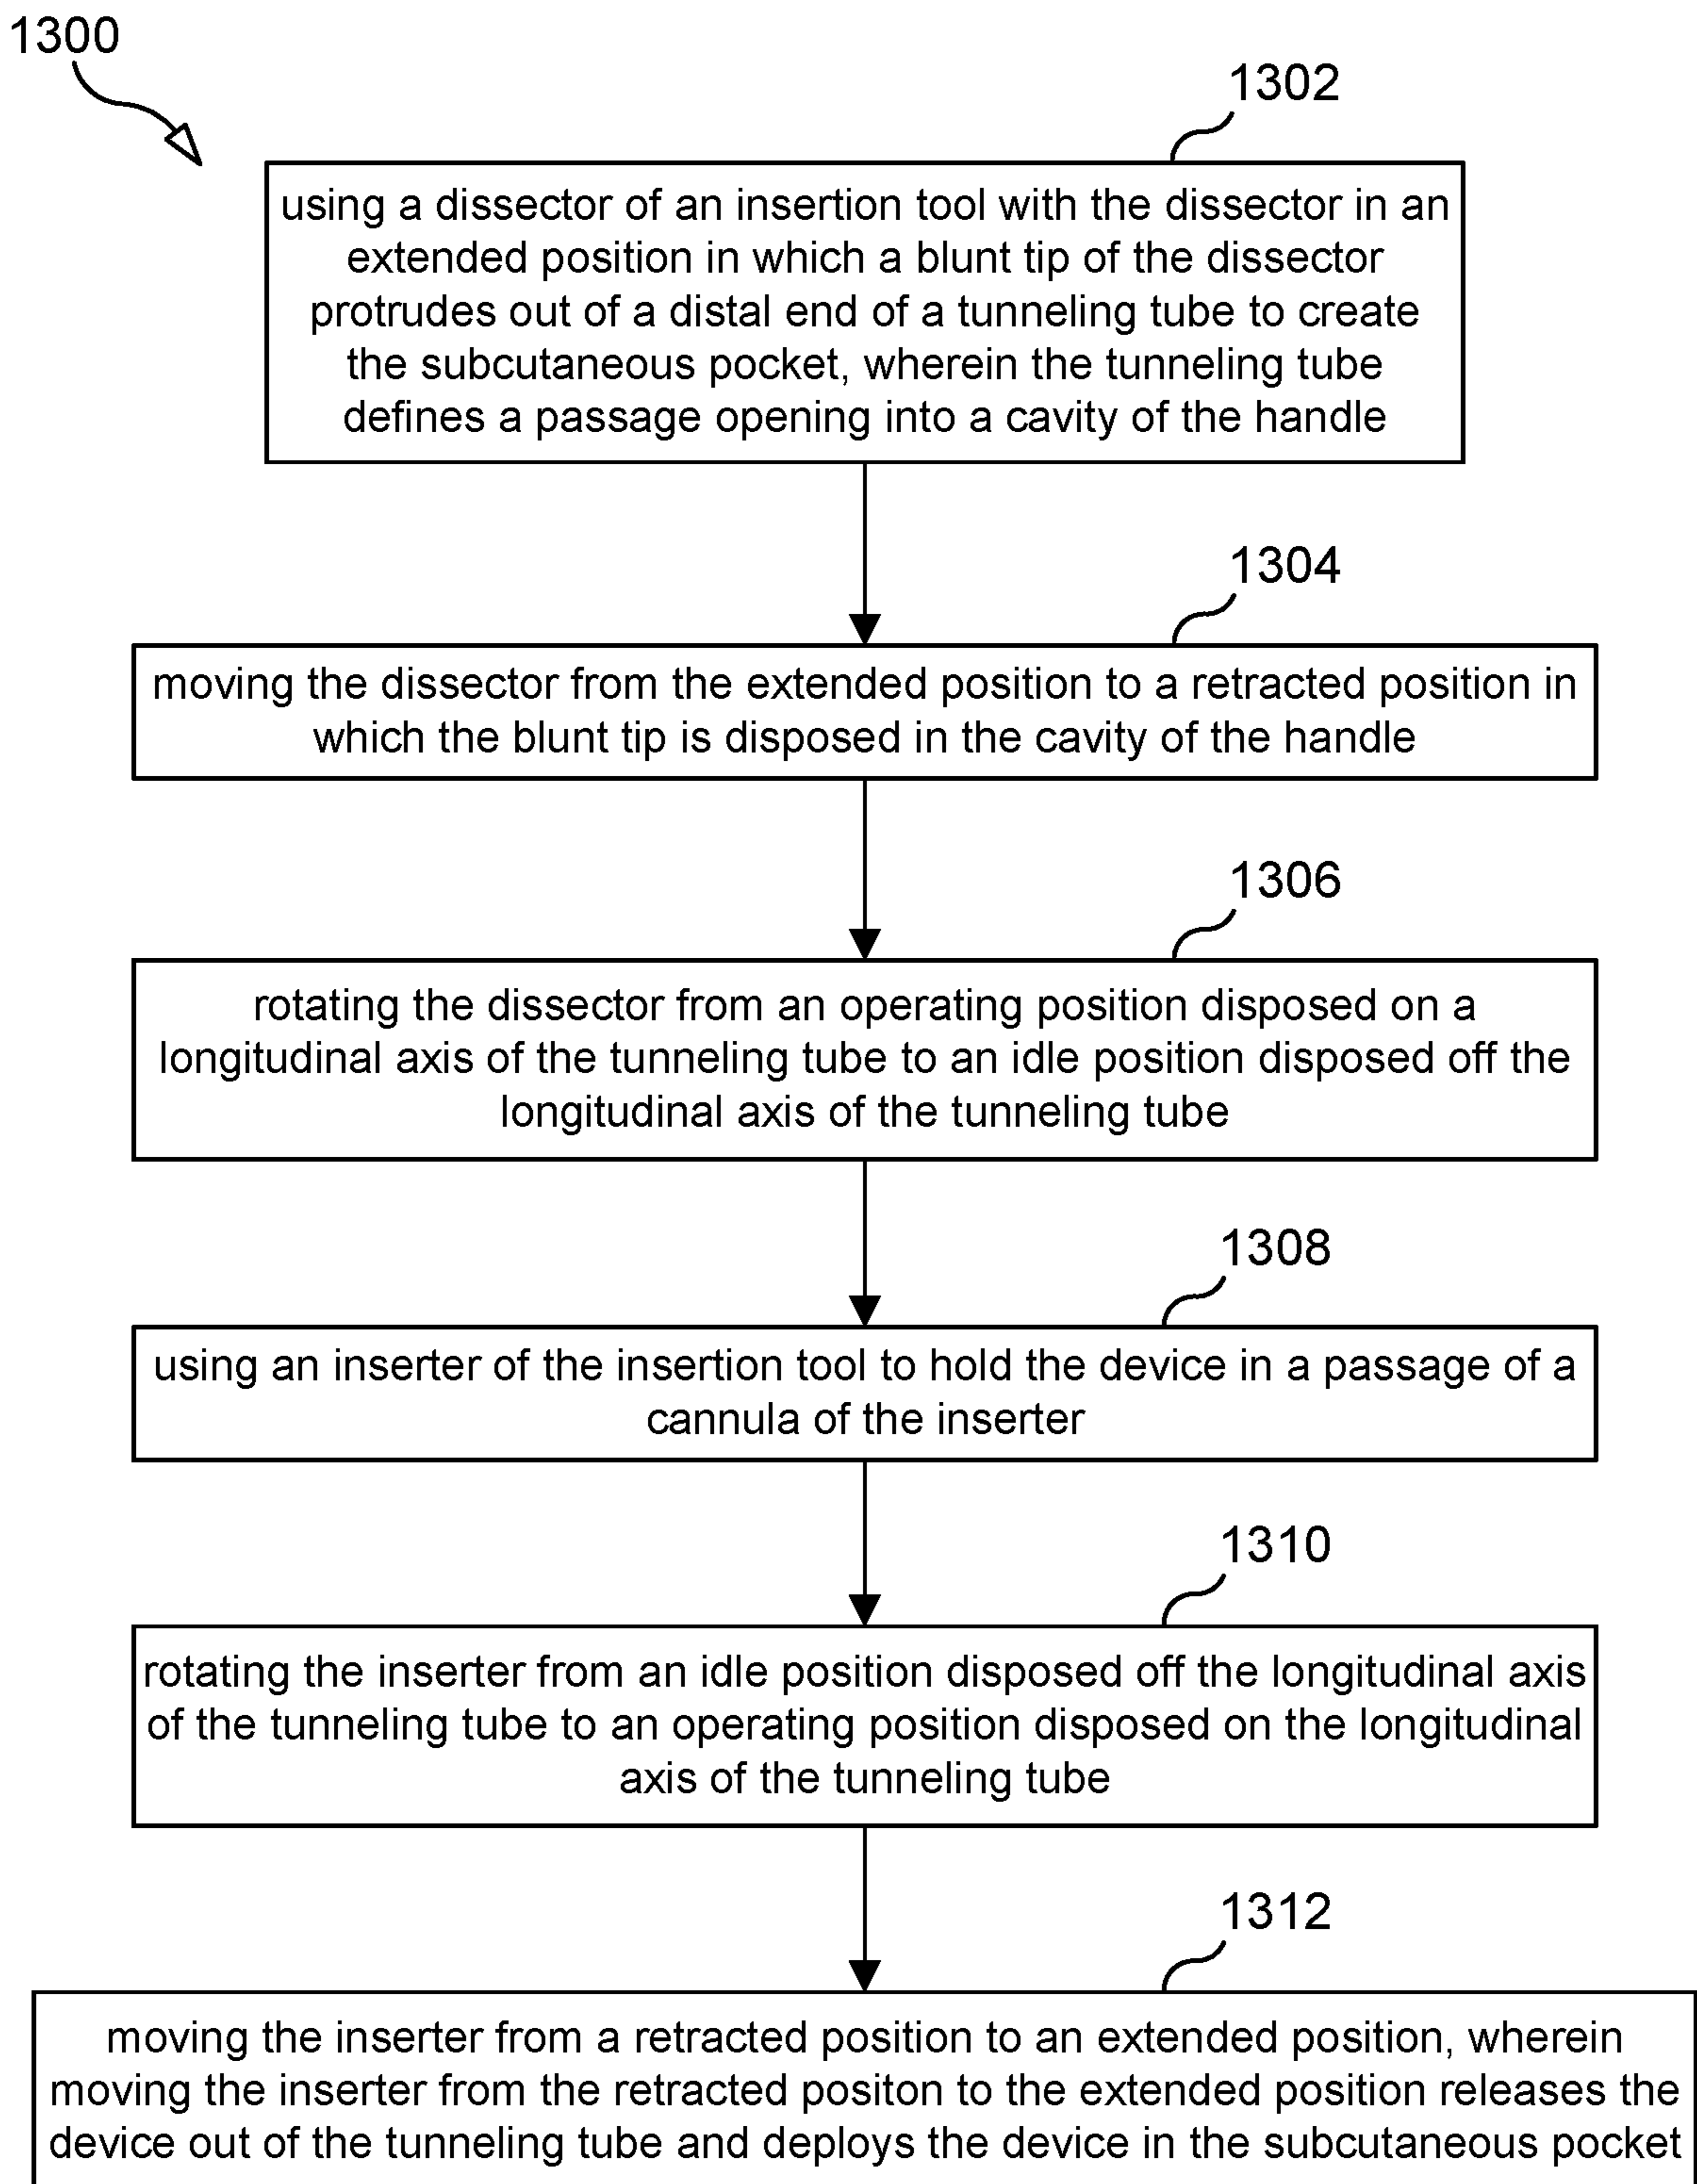 1300
1302
using a dissector of an insertion tool with the dissector in an
extended position in which a blunt tip of the dissector
protrudes out of a distal end of a tunneling tube to create
the subcutaneous pocket, wherein the tunneling tube
defines a passage opening into a cavity of the handle
1304
moving the dissector from the extended position to a retracted position in
which the blunt tip is disposed in the cavity of the handle
1306
rotating the dissector from an operating position disposed on a
longitudinal axis of the tunneling tube to an idle position disposed off the
longitudinal axis of the tunneling tube
1308
using an inserter of the insertion tool to hold the device in a passage of a
cannula of the inserter
1310
rotating the inserter from an idle position disposed off the longitudinal axis
of the tunneling tube to an operating position disposed on the longitudinal
axis of the tunneling tube
1312
moving the inserter from a retracted position to an extended position, wherein
moving the inserter from the retracted positon to the extended position releases the
device out of the tunneling tube and deploys the device in the subcutaneous pocket